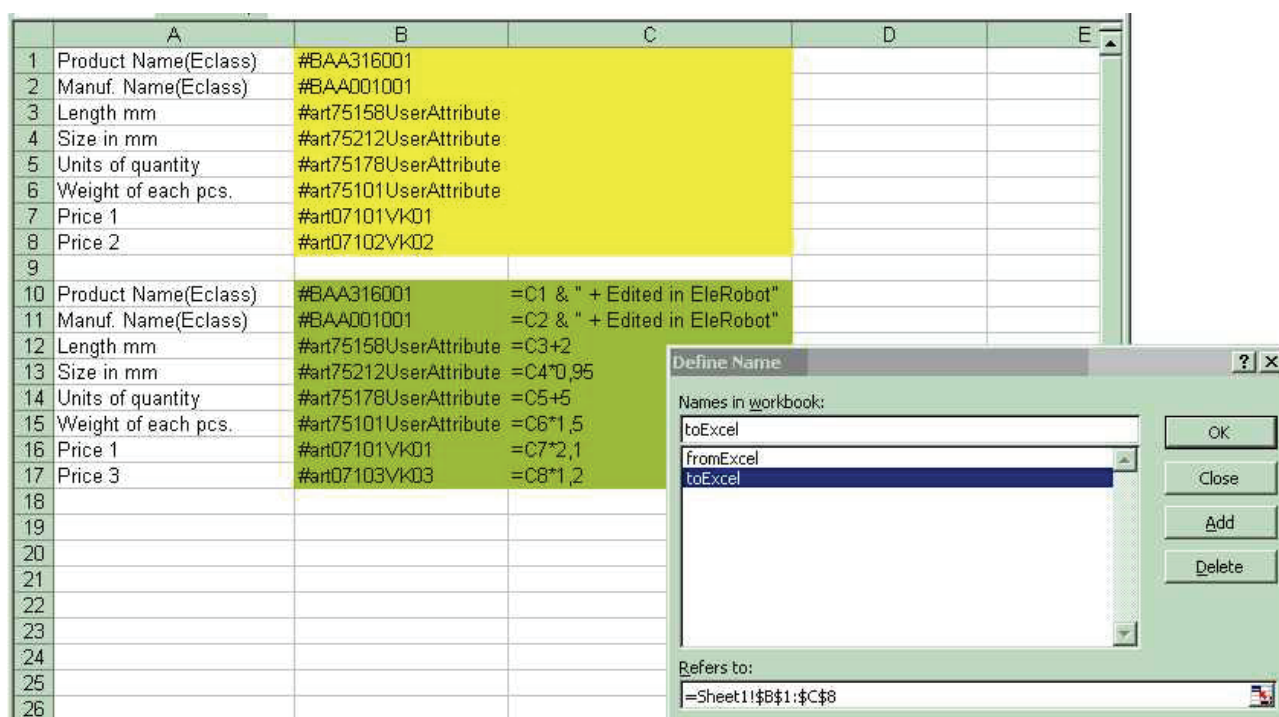 A B C D E
1 Product Name(Eclass) #BAA316001
2 Manuf. Name(Eclass) #BAA001001
3 Length mm #art75158UserAttribute
4 Size in mm #art75212UserAttribute
5 Units of quantity #art75178UserAttribute
6 Weight of each pcs. #art75101UserAttribute
7 Price 1 #art07101VK01
8 Price 2 #art07102VK02
9
10 Product Name(Eclass) #BAA316001 =C1 & " + Edited in EleRobot"
11 Manuf. Name(Eclass) #BAA001001 =C2 & " + Edited in EleRobot"
12 Length mm #art75158UserAttribute =C3+2
13 Size in mm #art75212UserAttribute =C4*0,95
14 Units of quantity #art75178UserAttribute =C5+5
15 Weight of each pcs. #art75101UserAttribute =C6*1,5
16 Price 1 #art07101VK01 =C7*2,1
17 Price 3 #art07103VK03 =C8*1,2
18
19
20
21
22
23
24
25
26
Define Name ? ×
Names in workbook:
toExcel
fromExcel
toExcel
OK
Close
Add
Delete
Refers to:
=Sheet1!$B$1:$C$8